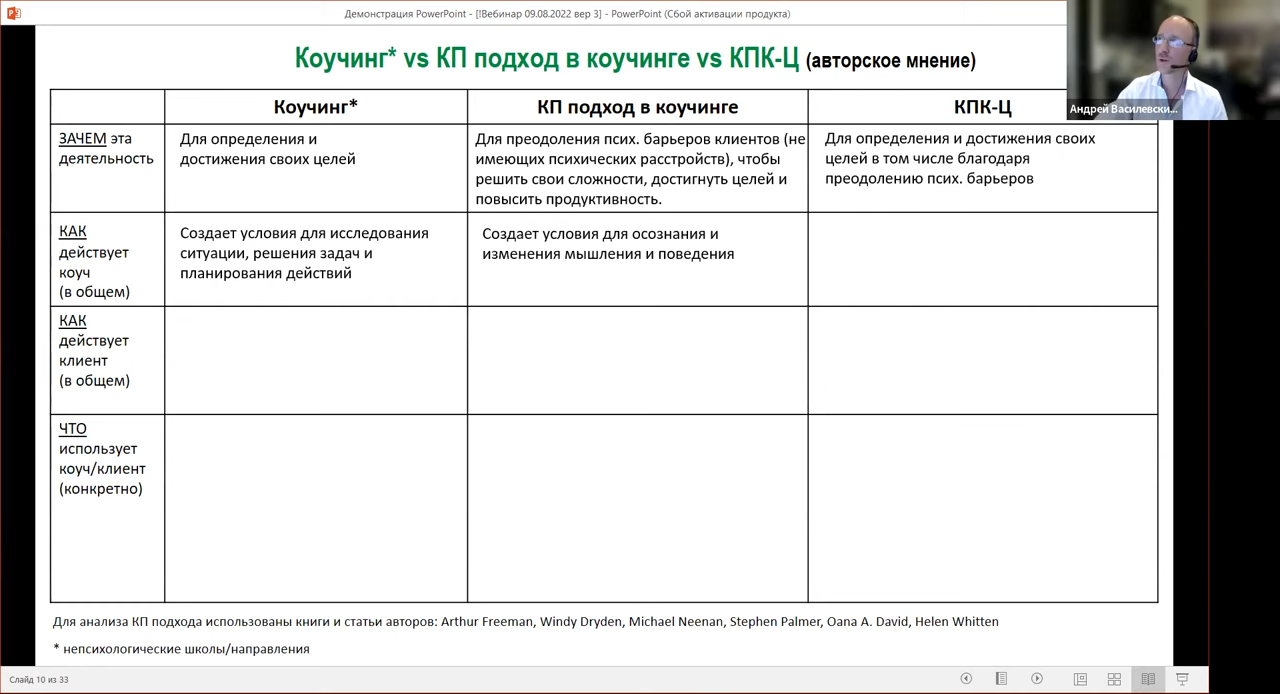 Демонстрация PowerPoint - [!Вебинар 09.08.2022 вер 3] - PowerPoint (Сбой активации продукта)
Андрей Василевски...
Коучинг* vs КП подход в коучинге vs КПК-Ц (авторское мнение)
Коучинг*
КП подход в коучинге
КПК-Ц
ЗАЧЕМ эта
деятельность
Для определения и
достижения своих целей
Для преодоления псих. барьеров клиентов (не
имеющих психических расстройств), чтобы
решить свои сложности, достигнуть целей и
повысить продуктивность.
Для определения и достижения своих
целей в том числе благодаря
преодолению псих. барьеров
КАК
действует
коуч
(в общем)
Создает условия для исследования
ситуации, решения задач и
планирования действий
Создает условия для осознания и
изменения мышления и поведения
КАК
действует
клиент
(в общем)
ЧТО
использует
коуч/клиент
(конкретно)
Для анализа КП подхода использованы книги и статьи авторов: Arthur Freeman, Windy Dryden, Michael Neenan, Stephen Palmer, Oana A. David, Helen Whitten
* непсихологические школы/направления
Слайд 10 из 33